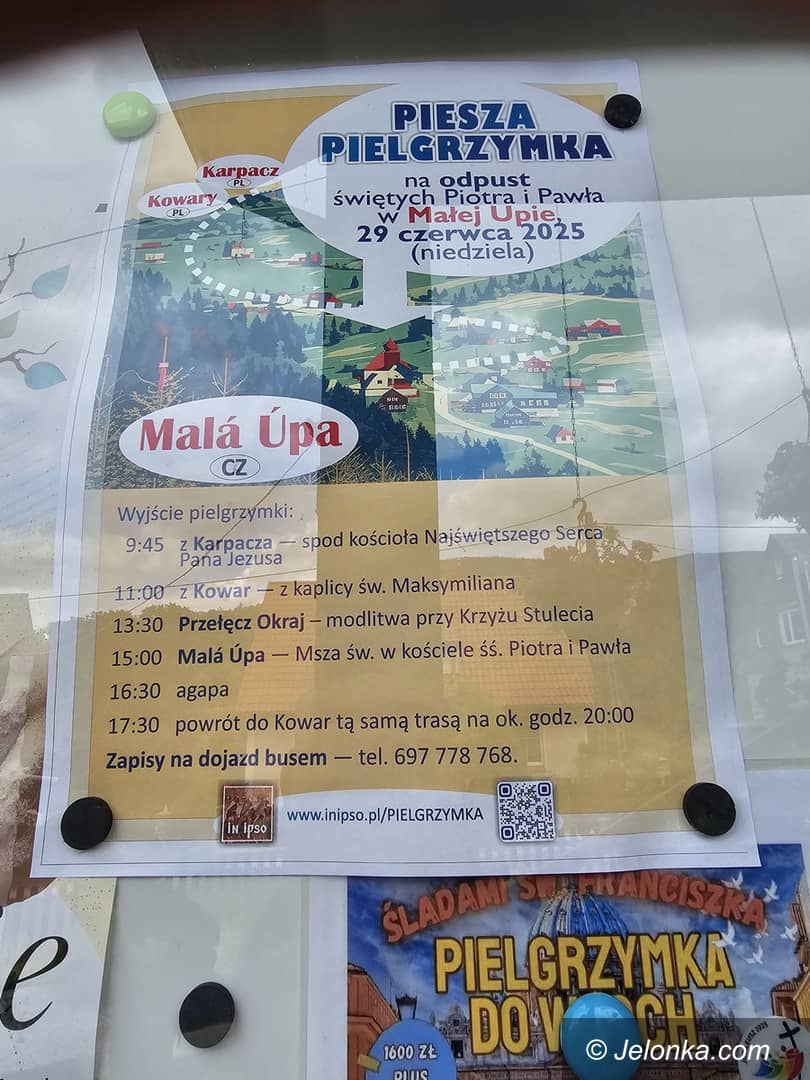 PIESZA
PIELGRZYMKA
na odpust
świętych Piotra i Pawła
w Małej Upie,
29 czerwca 2025
(niedziela)
Karpacz
PL
Kowary
PL
Malá Úpa
CZ
Wyjście pielgrzymki:
9:45 z Karpacza — spod kościoła Najświętszego Serca
Pana Jezusa
11:00 z Kowar — z kaplicy św. Maksymiliana
13:30 Przełęcz Okraj – modlitwa przy Krzyżu Stulecia
15:00 Malá Úpa — Msza św. w kościele śś. Piotra i Pawła
16:30 agapa
17:30 powrót do Kowar tą samą trasą na ok. godz. 20:00
Zapisy na dojazd busem — tel. 697 778 768.
IN IPSO
www.inipso.pl/PIELGRZYMKA
ŚLADAMI ŚW. FRANCISZKA
PIELGRZYMKA
DO
1600 ZŁ
PLUS
e
© Jelonka.com